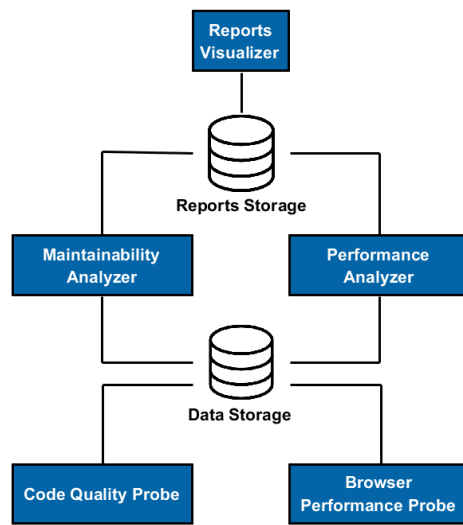 Reports
Visualizer
Reports Storage
Maintainability
Analyzer
Performance
Analyzer
Data Storage
Code Quality Probe
Browser
Performance Probe